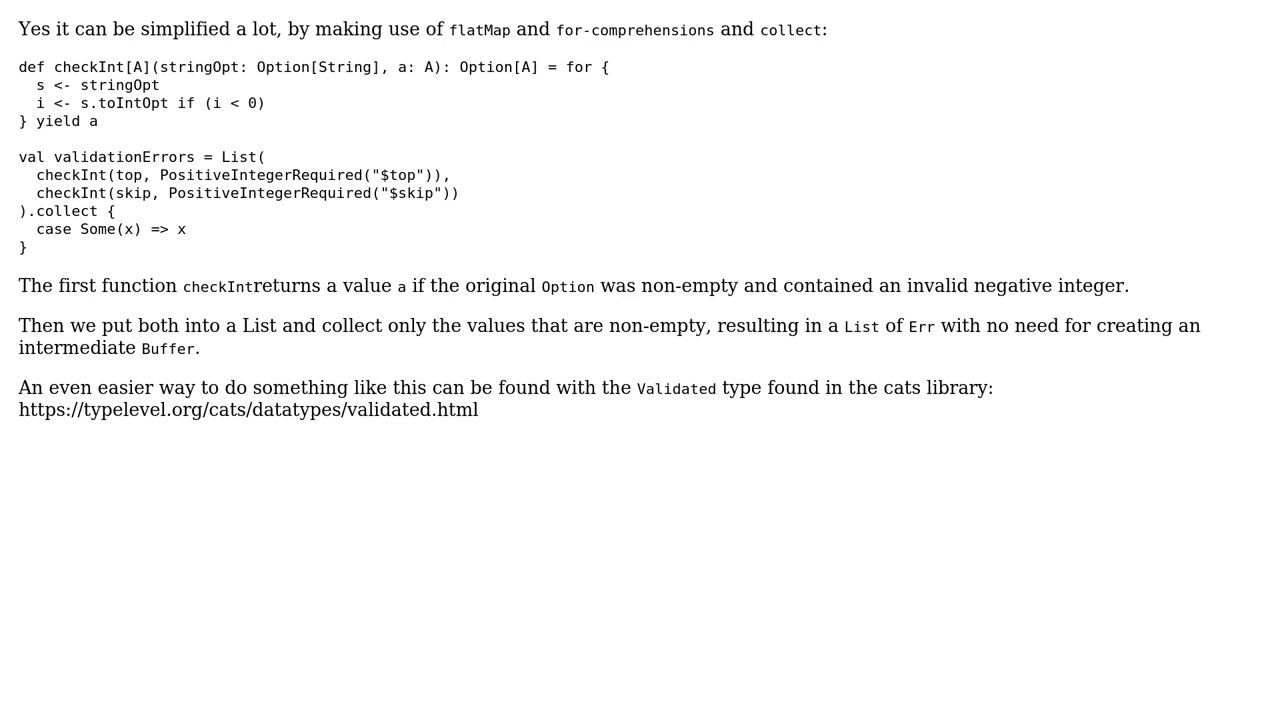 Yes it can be simplified a lot, by making use of flatMap and for-comprehensions and collect:
def checkInt[A](stringOpt: Option[String], a: A): Option[A] = for {
  s <- stringOpt
  i <- s.toIntOpt if (i < 0)
} yield a
val validationErrors = List(
  checkInt(top, PositiveIntegerRequired("$top")),
  checkInt(skip, PositiveIntegerRequired("$skip"))
).collect {
  case Some(x) => x
}
The first function checkIntreturns a value a if the original Option was non-empty and contained an invalid negative integer.
Then we put both into a List and collect only the values that are non-empty, resulting in a List of Err with no need for creating an
intermediate Buffer.
An even easier way to do something like this can be found with the Validated type found in the cats library:
https://typelevel.org/cats/datatypes/validated.html